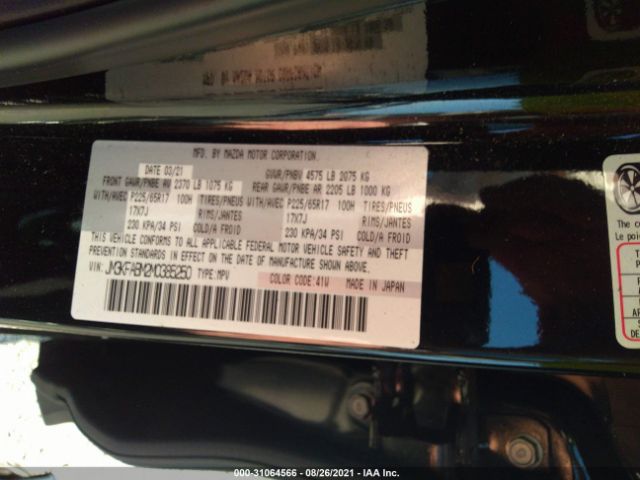 MFD. BY MAZDA MOTOR CORPORATION.
DATE 03/21 GVWR/PNBV 4575 LB 2075 KG
FRONT GAWR/PNBE AV 2370 LB 1075 KG REAR GAWR/PNBE AR 2205 LB 1000 KG
WITH/AVEC P225/65R17 100H TIRES/PNEUS WITH/AVEC P225/65R17 100H TIRES/PNEUS
17X7J RIMS/JANTES 17X7J RIMS/JANTES
230 KPA/34 PSI COLD/A FROID 230 KPA/34 PSI COLD/A FROID
THIS VEHICLE CONFORMS TO ALL APPLICABLE FEDERAL MOTOR VEHICLE SAFETY AND THEFT
PREVENTION STANDARDS IN EFFECT ON THE DATE OF MANUFACTURE SHOWN ABOVE.
VIN: JM3KFABM2M0385250 TYPE: MPV COLOR CODE: 41W MADE IN JAPAN
The
Le poi
000-31064566 - 08/26/2021 - IAA Inc.